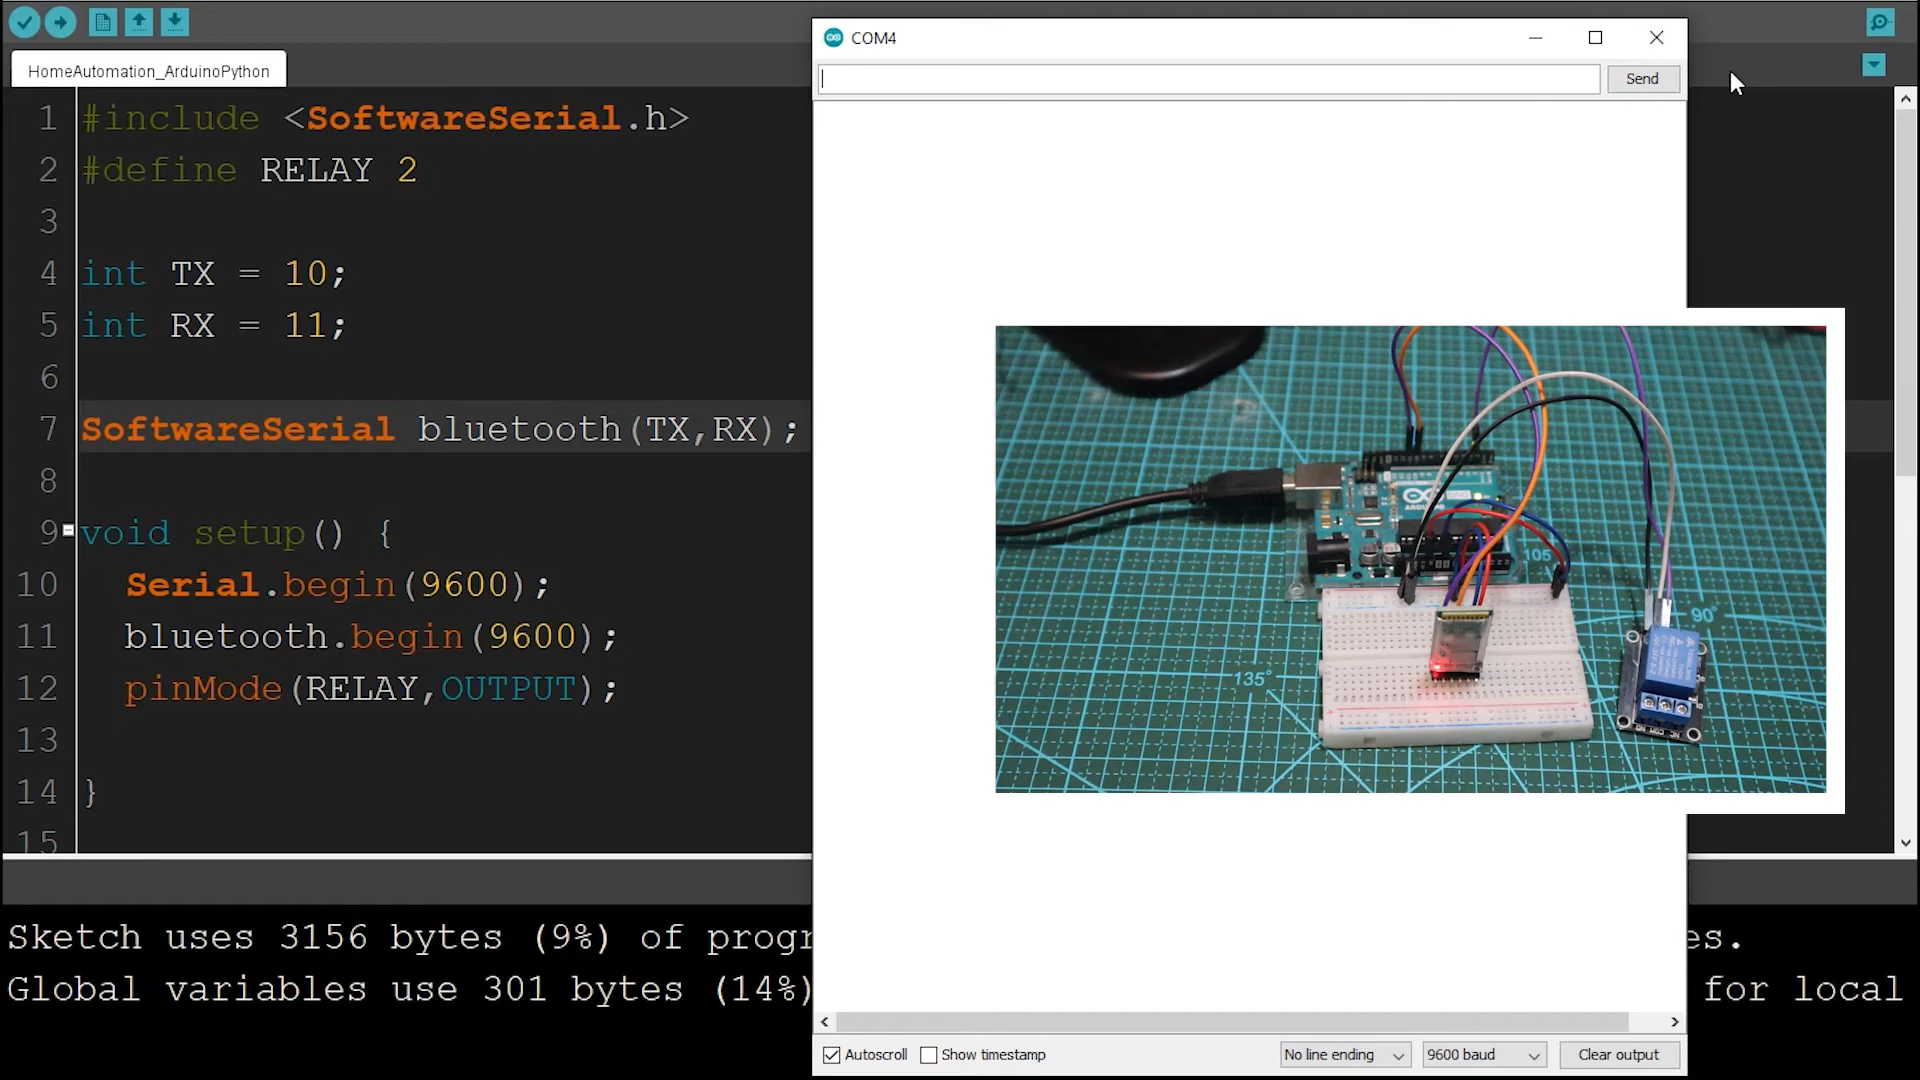 HomeAutomation_ArduinoPython
1 #include <SoftwareSerial.h>
2 #define RELAY 2
3
4 int TX = 10;
5 int RX = 11;
6
7 SoftwareSerial bluetooth(TX,RX);
8
9 void setup() {
10 Serial.begin(9600);
11 bluetooth.begin(9600);
12 pinMode(RELAY,OUTPUT);
13
14 }
15
Sketch uses 3156 bytes (9%) of progr
es.
Global variables use 301 bytes (14%)
for local
COM4
Send
105
90°
135°
NO COM NC
Autoscroll
Show timestamp
No line ending
9600 baud
Clear output